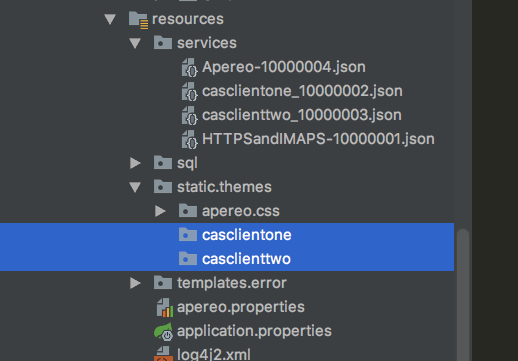 resources
services
Apereo-10000004.json
casclientone_10000002.json
casclienttwo_10000003.json
HTTPSandIMAPS-10000001.json
sql
static.themes
apereo.css
casclientone
casclienttwo
templates.error
apereo.properties
application.properties
log4j2.xml